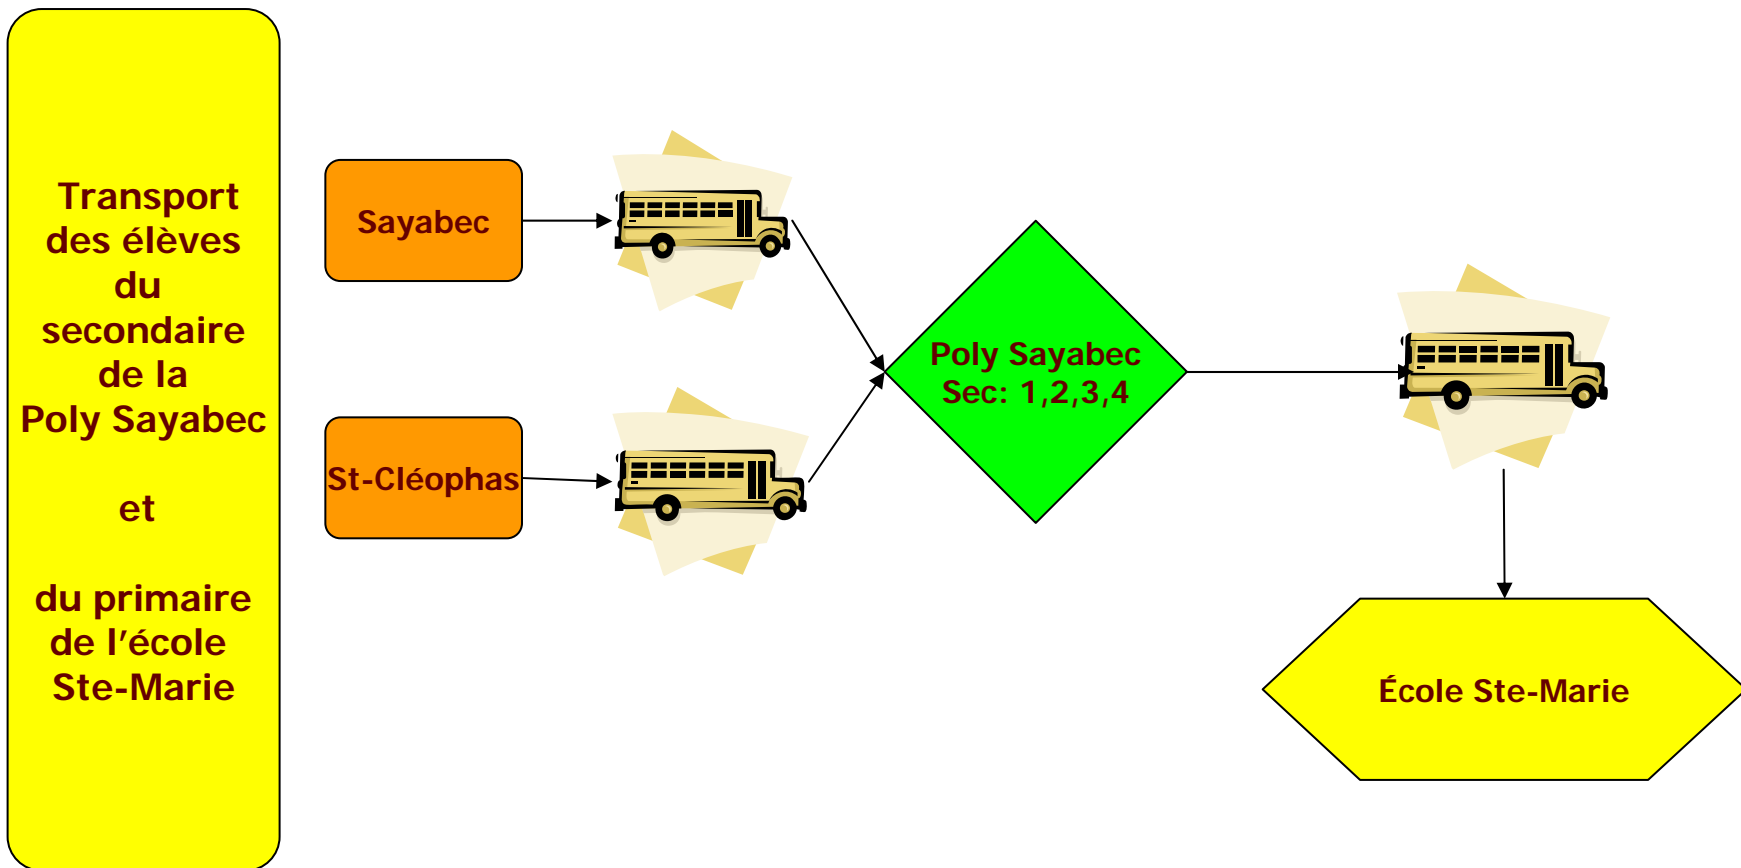 Transport
des élèves
du
secondaire
de la
Poly Sayabec
et
du primaire
de l'école
Ste-Marie
Sayabec
St-Cléophas
Poly Sayabec
Sec: 1,2,3,4
École Ste-Marie